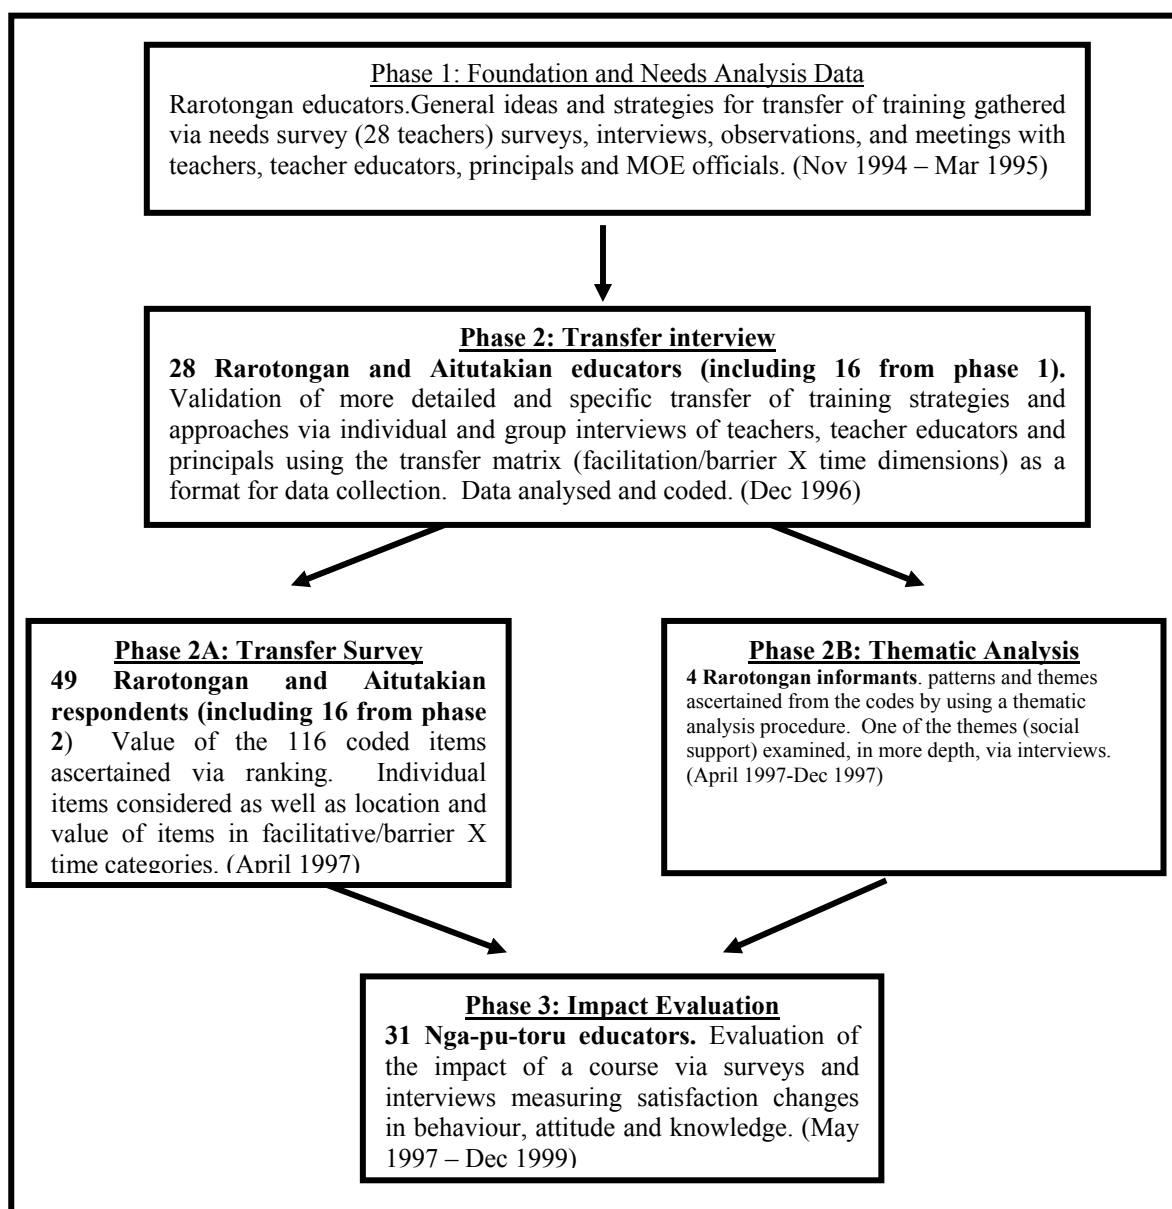 Phase 1: Foundation and Needs Analysis Data
Rarotongan educators.General ideas and strategies for transfer of training gathered
via needs survey (28 teachers) surveys, interviews, observations, and meetings with
teachers, teacher educators, principals and MOE officials. (Nov 1994 – Mar 1995)
Phase 2: Transfer interview
28 Rarotongan and Aitutakian educators (including 16 from phase 1).
Validation of more detailed and specific transfer of training strategies and
approaches via individual and group interviews of teachers, teacher educators and
principals using the transfer matrix (facilitation/barrier X time dimensions) as a
format for data collection. Data analysed and coded. (Dec 1996)
Phase 2A: Transfer Survey
49 Rarotongan and Aitutakian
respondents (including 16 from phase
2) Value of the 116 coded items
ascertained via ranking. Individual
items considered as well as location and
value of items in facilitative/barrier X
time categories. (April 1997)
Phase 2B: Thematic Analysis
4 Rarotongan informants. patterns and themes
ascertained from the codes by using a thematic
analysis procedure. One of the themes (social
support) examined, in more depth, via interviews.
(April 1997-Dec 1997)
Phase 3: Impact Evaluation
31 Nga-pu-toru educators. Evaluation of
the impact of a course via surveys and
interviews measuring satisfaction changes
in behaviour, attitude and knowledge. (May
1997 – Dec 1999)